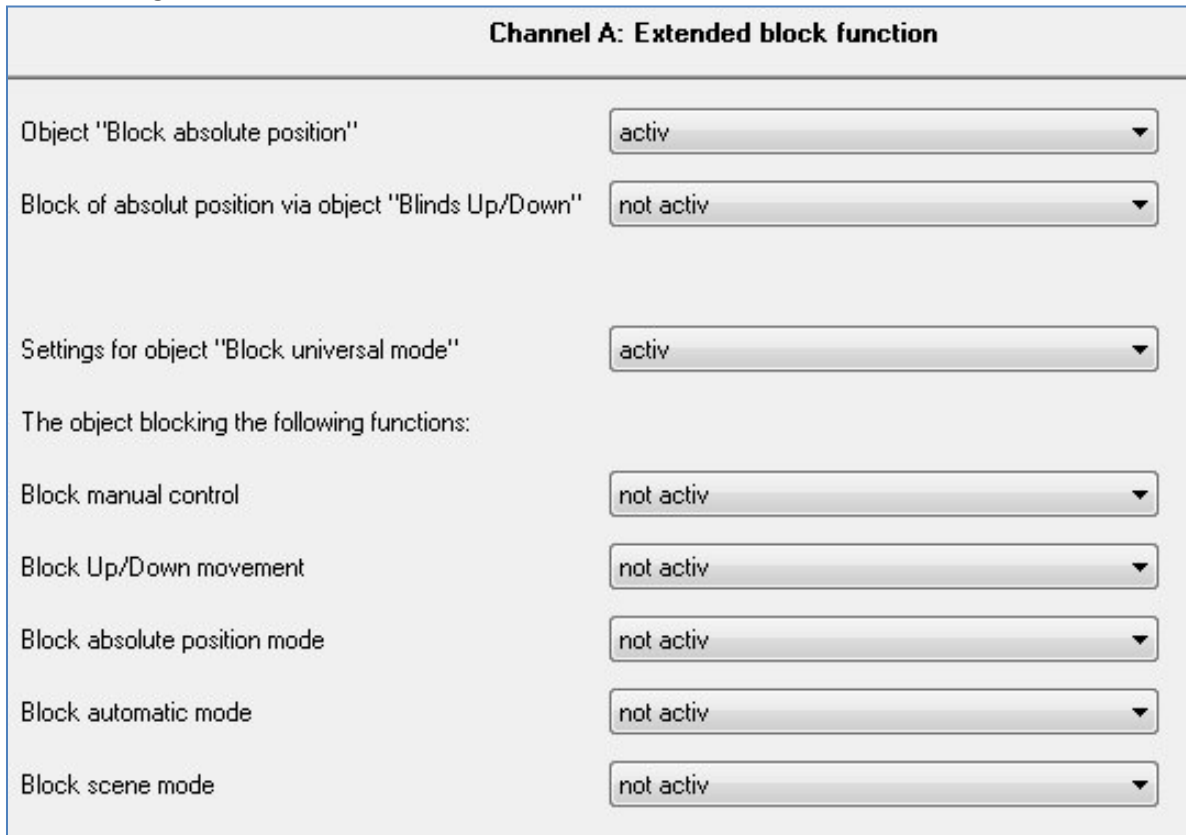 Channel A: Extended block function
Object "Block absolute position" activ
Block of absolut position via object "Blinds Up/Down" not activ
Settings for object "Block universal mode" activ
The object blocking the following functions:
Block manual control not activ
Block Up/Down movement not activ
Block absolute position mode not activ
Block automatic mode not activ
Block scene mode not activ